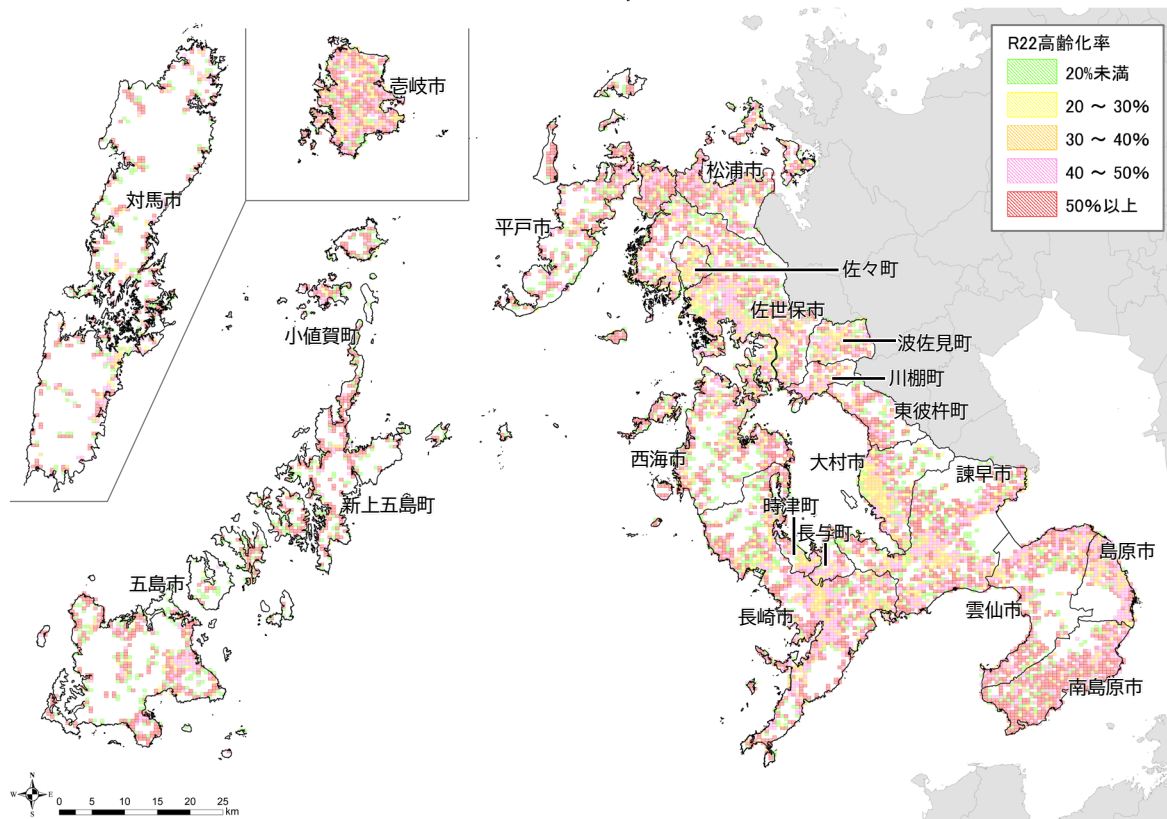 R22高齢化率
20%未満
20 ～ 30%
30 ～ 40%
40 ～ 50%
50%以上
壱岐市
対馬市
松浦市
平戸市
佐々町
佐世保市
小値賀町
波佐見町
川棚町
東彼杵町
西海市
大村市
諫早市
新上五島町
時津町
長与町
島原市
五島市
長崎市
雲仙市
南島原市
N
W E
S
0 5 10 15 20 25
km